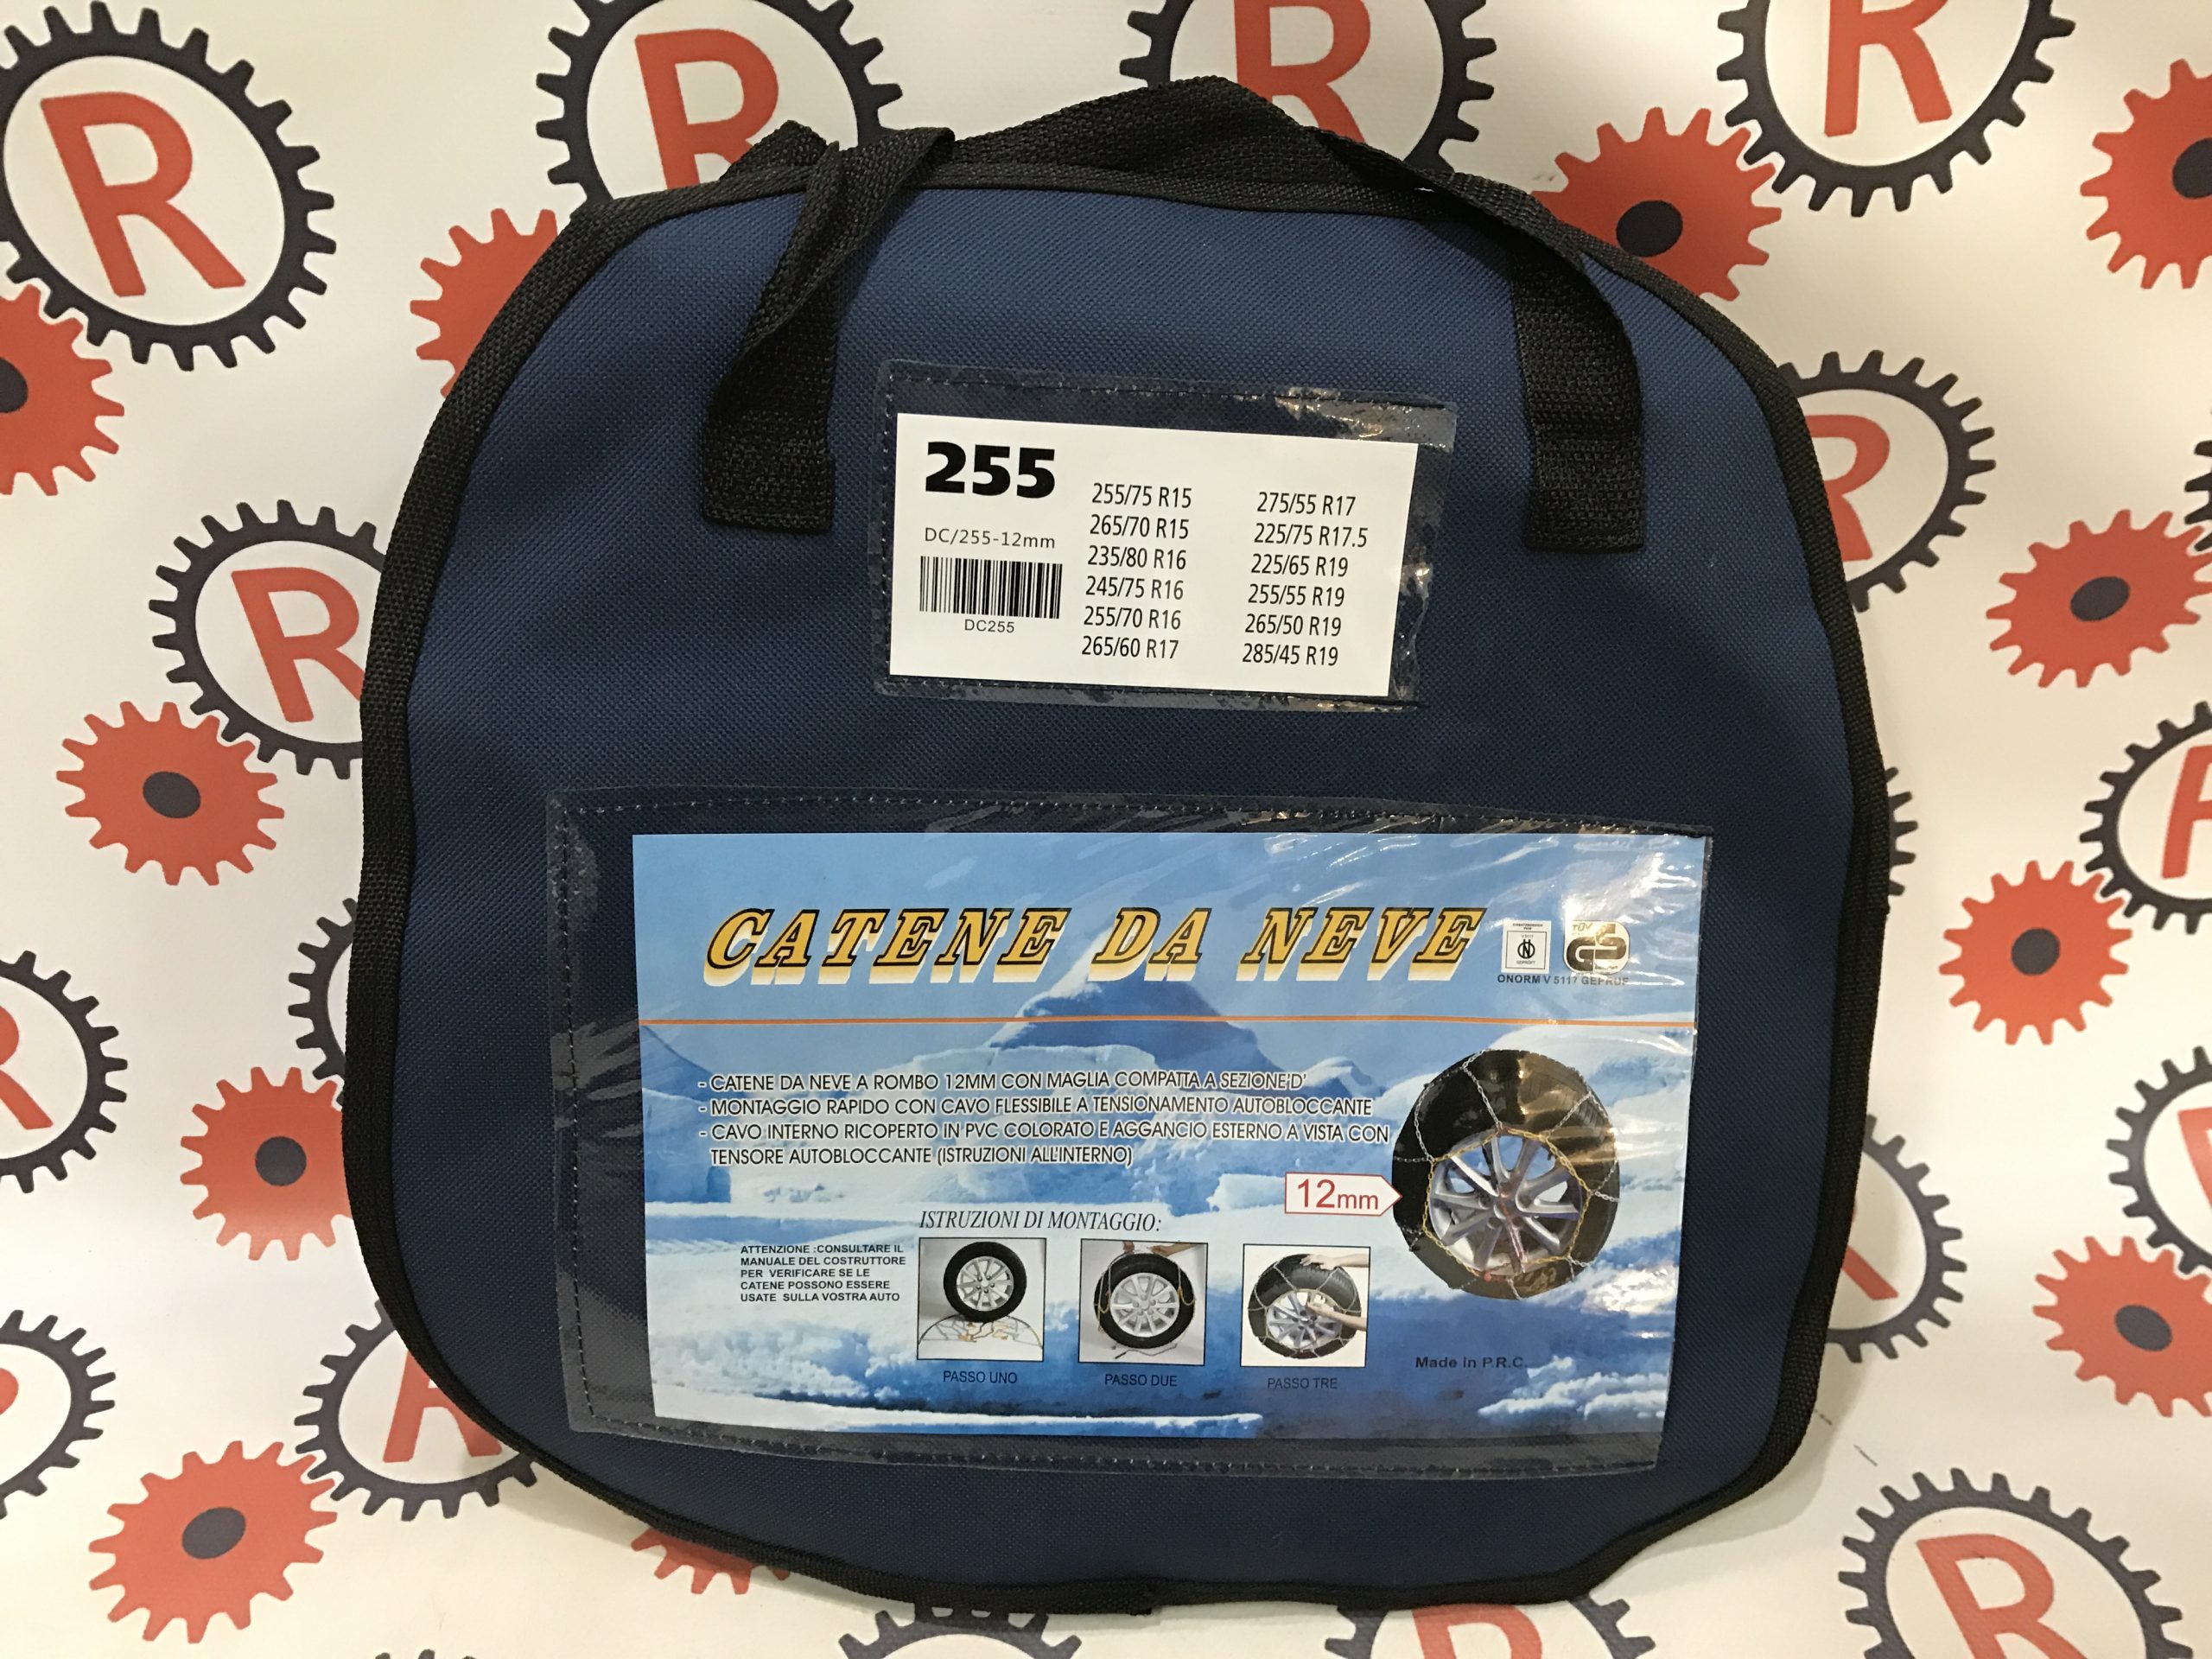 255
DC/255-12mm
DC255
255/75 R15
265/70 R15
235/80 R16
245/75 R16
255/70 R16
265/60 R17
275/55 R17
225/75 R17.5
225/65 R19
255/55 R19
265/50 R19
285/45 R19
CATENE DA NEVE
TÜV
GS
ONORM V 5117 GEPRÜF
- CATENE DA NEVE A ROMBO 12MM CON MAGLIA COMPATTA A SEZIONE'D'
- MONTAGGIO RAPIDO CON CAVO FLESSIBILE A TENSIONAMENTO AUTOBLOCCANTE
- CAVO INTERNO RICOPERTO IN PVC COLORATO E AGGANCIO ESTERNO A VISTA CON
TENSORE AUTOBLOCCANTE (ISTRUZIONI ALL'INTERNO)
12mm
ISTRUZIONI DI MONTAGGIO:
ATTENZIONE :CONSULTARE IL
MANUALE DEL COSTRUTTORE
PER VERIFICARE SE LE
CATENE POSSONO ESSERE
USATE SULLA VOSTRA AUTO
PASSO UNO
PASSO DUE
PASSO TRE
Made in P.R.C.
R
R
R
R
R
R
R
R
R
R
R
R
R
R